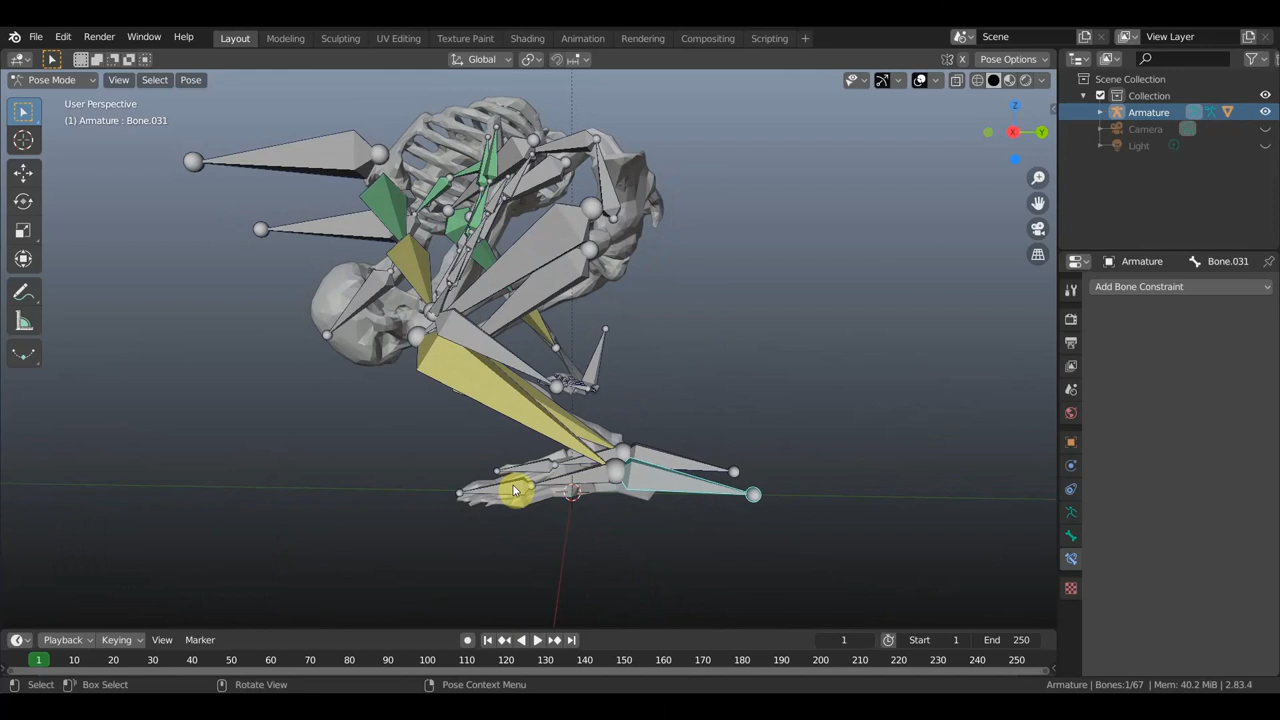 File Edit Render Window Help Layout Modeling Sculpting UV Editing Texture Paint Shading Animation Rendering Compositing Scripting + Scene View Layer
Global X Pose Options
Pose Mode View Select Pose
User Perspective
(1) Armature : Bone.031
Z
X Y
Scene Collection
Collection
Armature
Camera
Light
Armature Bone.031
Add Bone Constraint
Playback Keying View Marker 1 Start 1 End 250
1 10 20 30 40 50 60 70 80 90 100 110 120 130 140 150 160 170 180 190 200 210 220 230 240 250
Select Box Select Rotate View Pose Context Menu Armature | Bones:1/67 | Mem: 40.2 MiB | 2.83.4